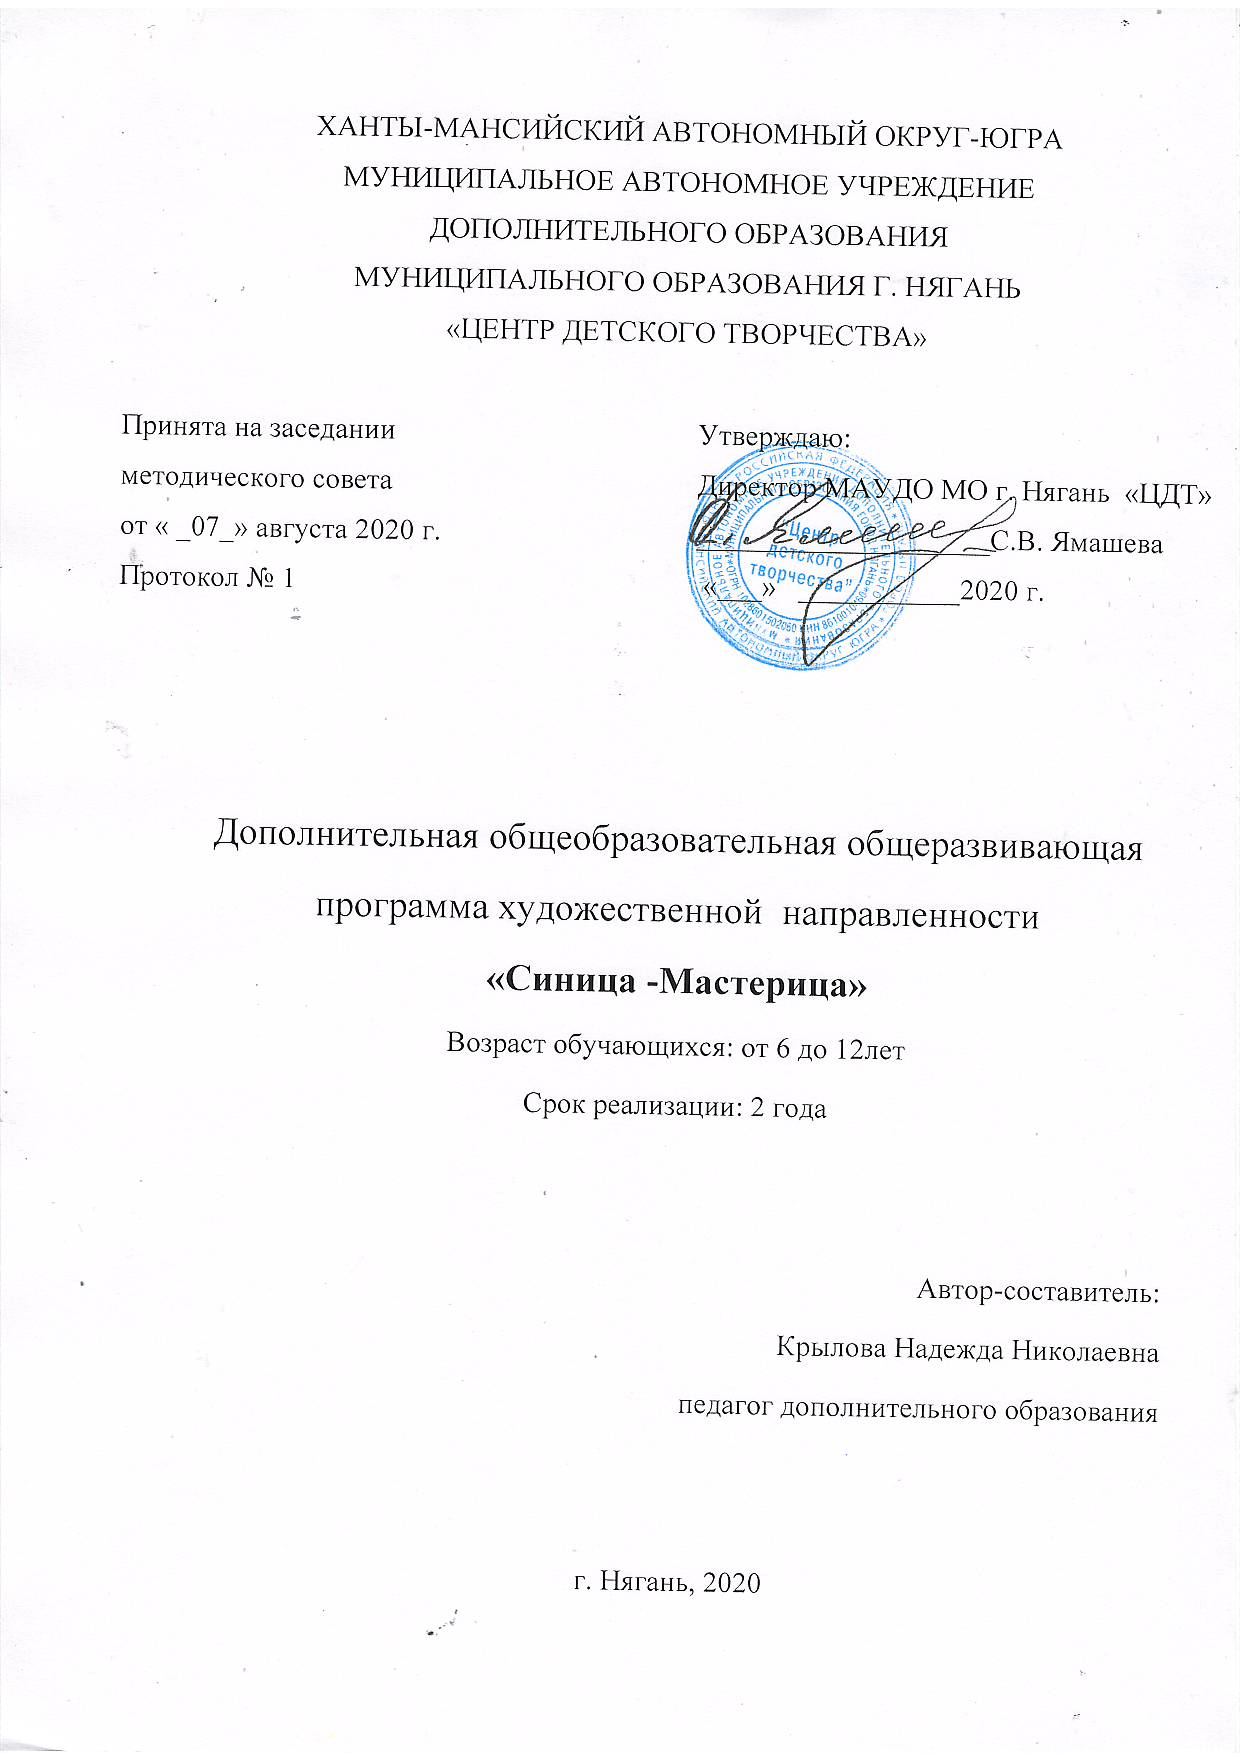 ХАНТЫ-МАНСИЙСКИЙ АВТОНОМНЫЙ ОКРУГ-ЮГРА
МУНИЦИПАЛЬНОЕ АВТОНОМНОЕ УЧРЕЖДЕНИЕ
ДОПОЛНИТЕЛЬНОГО ОБРАЗОВАНИЯ
МУНИЦИПАЛЬНОГО ОБРАЗОВАНИЯ Г. НЯГАНЬ
«ЦЕНТР ДЕТСКОГО ТВОРЧЕСТВА»
Принята на заседании
методического совета
от « _07_» августа 2020 г.
Протокол № 1
Утверждаю:
Директор МАУДО МО г. Нягань «ЦДТ»
___________________С.В. Ямашева
«___» ___________2020 г.
"Центр
детского
творчества"
Дополнительная общеобразовательная общеразвивающая
программа художественной направленности
«Синица -Мастерица»
Возраст обучающихся: от 6 до 12лет
Срок реализации: 2 года
Автор-составитель:
Крылова Надежда Николаевна
педагог дополнительного образования
г. Нягань, 2020